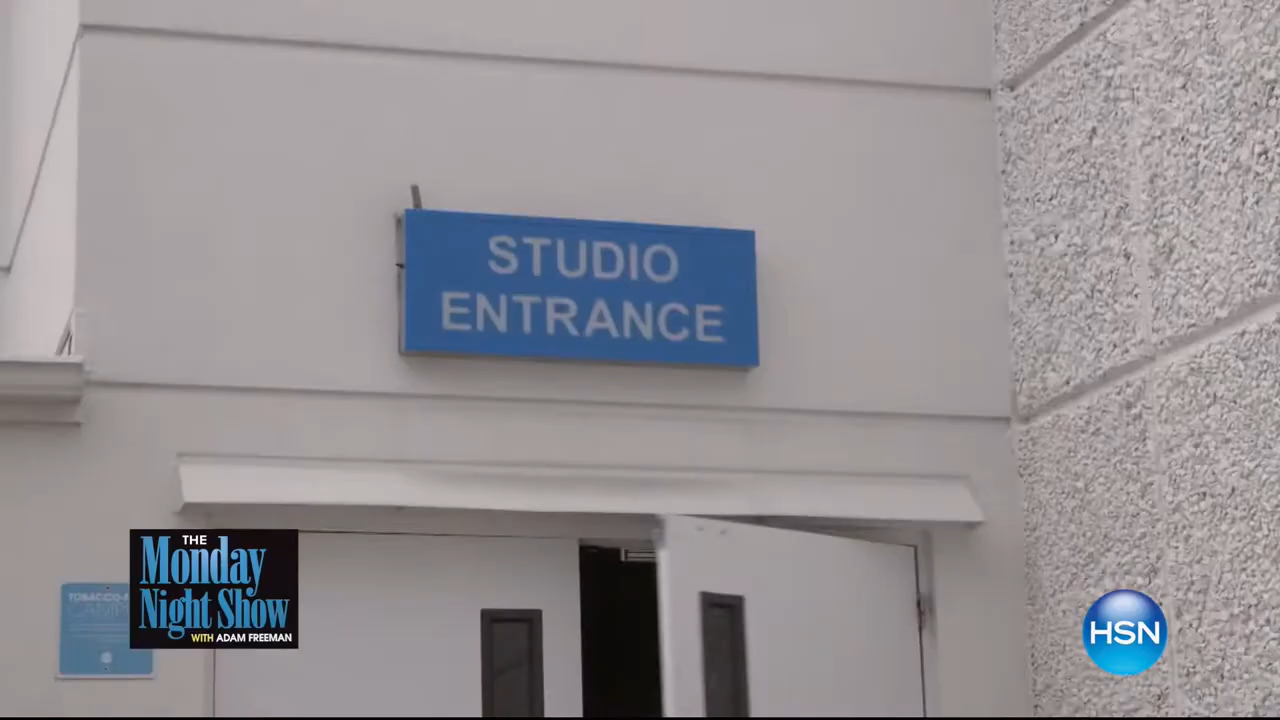 STUDIO
ENTRANCE
THE
Monday
Night Show
WITH ADAM FREEMAN
HSN